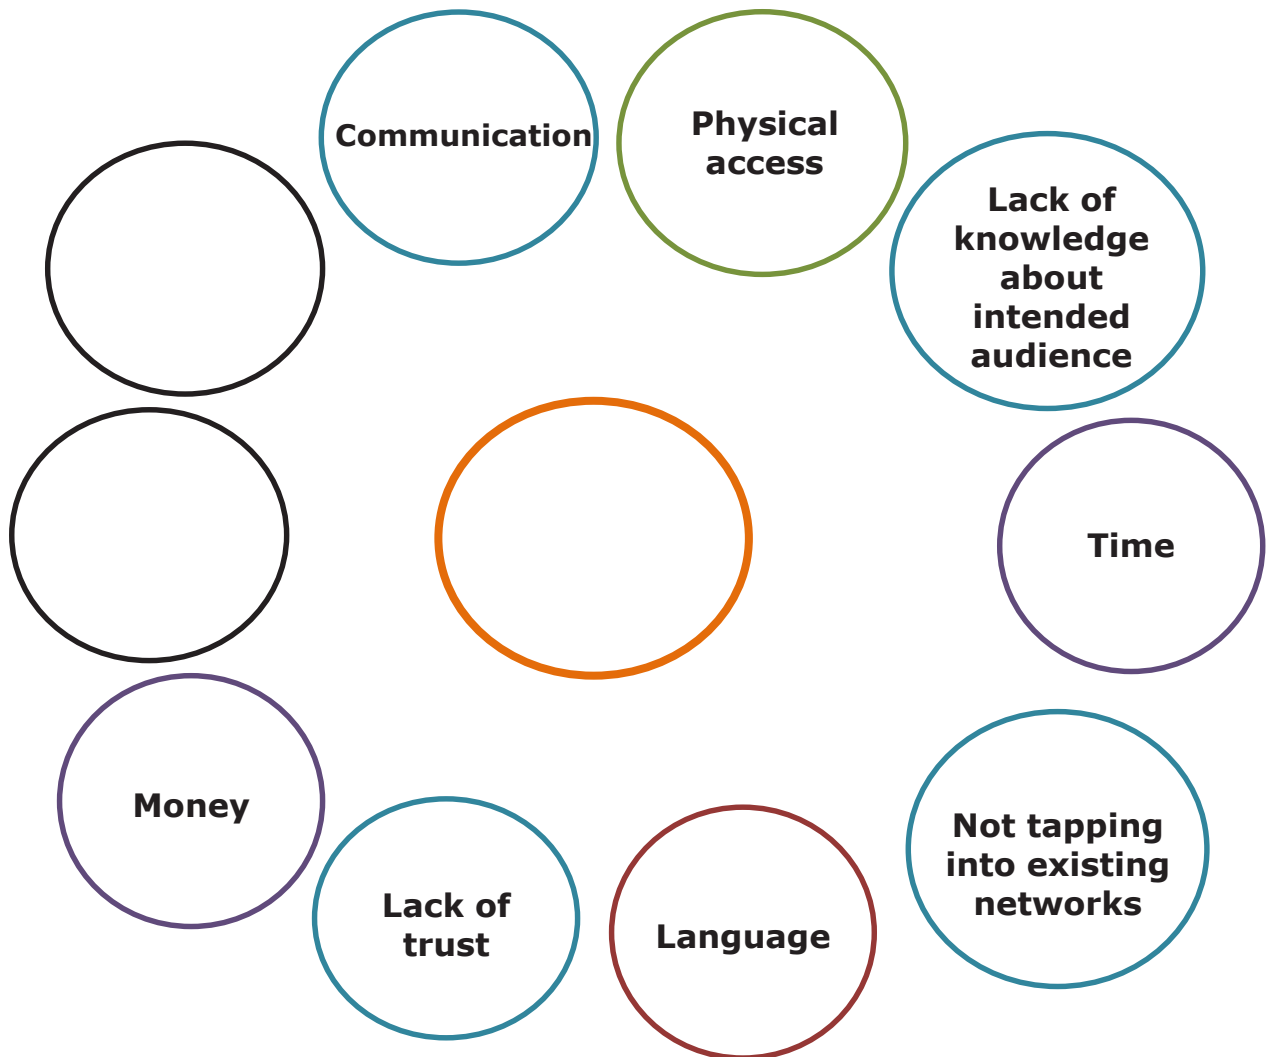 Communication
Physical
access
Lack of
knowledge
about
intended
audience
Time
Not tapping
into existing
networks
Language
Lack of
trust
Money